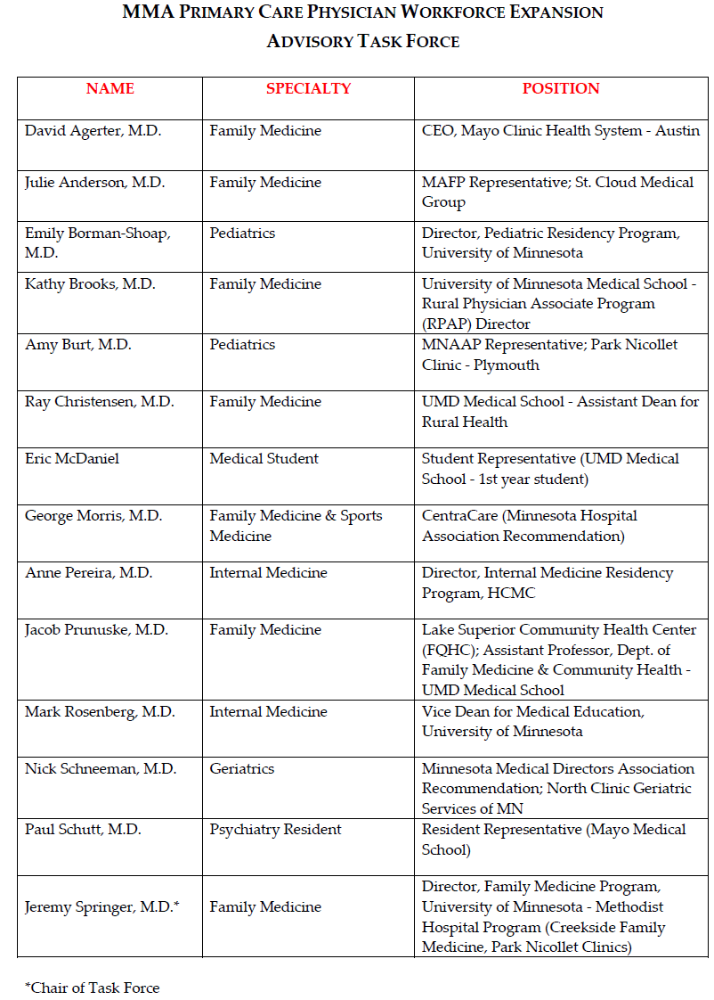 MMA PRIMARY CARE PHYSICIAN WORKFORCE EXPANSION
ADVISORY TASK FORCE
NAME SPECIALTY POSITION
David Agerter, M.D. Family Medicine CEO, Mayo Clinic Health System - Austin
Julie Anderson, M.D. Family Medicine MAFP Representative; St. Cloud Medical
Group
Emily Borman-Shoap, Pediatrics Director, Pediatric Residency Program,
M.D. University of Minnesota
Kathy Brooks, M.D. Family Medicine University of Minnesota Medical School -
Rural Physician Associate Program
(RPAP) Director
Amy Burt, M.D. Pediatrics MNAAP Representative; Park Nicollet
Clinic - Plymouth
Ray Christensen, M.D. Family Medicine UMD Medical School - Assistant Dean for
Rural Health
Eric McDaniel Medical Student Student Representative (UMD Medical
School - 1st year student)
George Morris, M.D. Family Medicine & Sports CentraCare (Minnesota Hospital
Medicine Association Recommendation)
Anne Pereira, M.D. Internal Medicine Director, Internal Medicine Residency
Program, HCMC
Jacob Prunuske, M.D. Family Medicine Lake Superior Community Health Center
(FQHC); Assistant Professor, Dept. of
Family Medicine & Community Health -
UMD Medical School
Mark Rosenberg, M.D. Internal Medicine Vice Dean for Medical Education,
University of Minnesota
Nick Schneeman, M.D. Geriatrics Minnesota Medical Directors Association
Recommendation; North Clinic Geriatric
Services of MN
Paul Schutt, M.D. Psychiatry Resident Resident Representative (Mayo Medical
School)
Director, Family Medicine Program,
Jeremy Springer, M.D.* Family Medicine University of Minnesota - Methodist
Hospital Program (Creekside Family
Medicine, Park Nicollet Clinics)
*Chair of Task Force